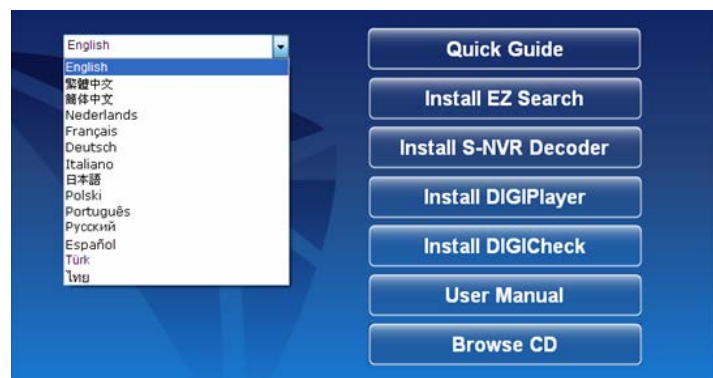 English
English
繁體中文
簡体中文
Nederlands
Français
Deutsch
Italiano
日本語
Polski
Português
Русский
Español
Türk
ไทย
Quick Guide
Install EZ Search
Install S-NVR Decoder
Install DIGIPlayer
Install DIGICheck
User Manual
Browse CD